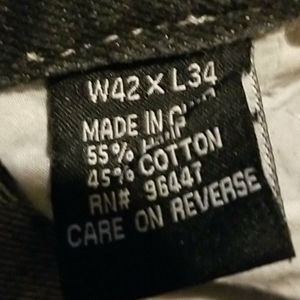 W42 X L34
MADE IN
55%
45% COTTON
RN# 96447
CARE ON REVERSE